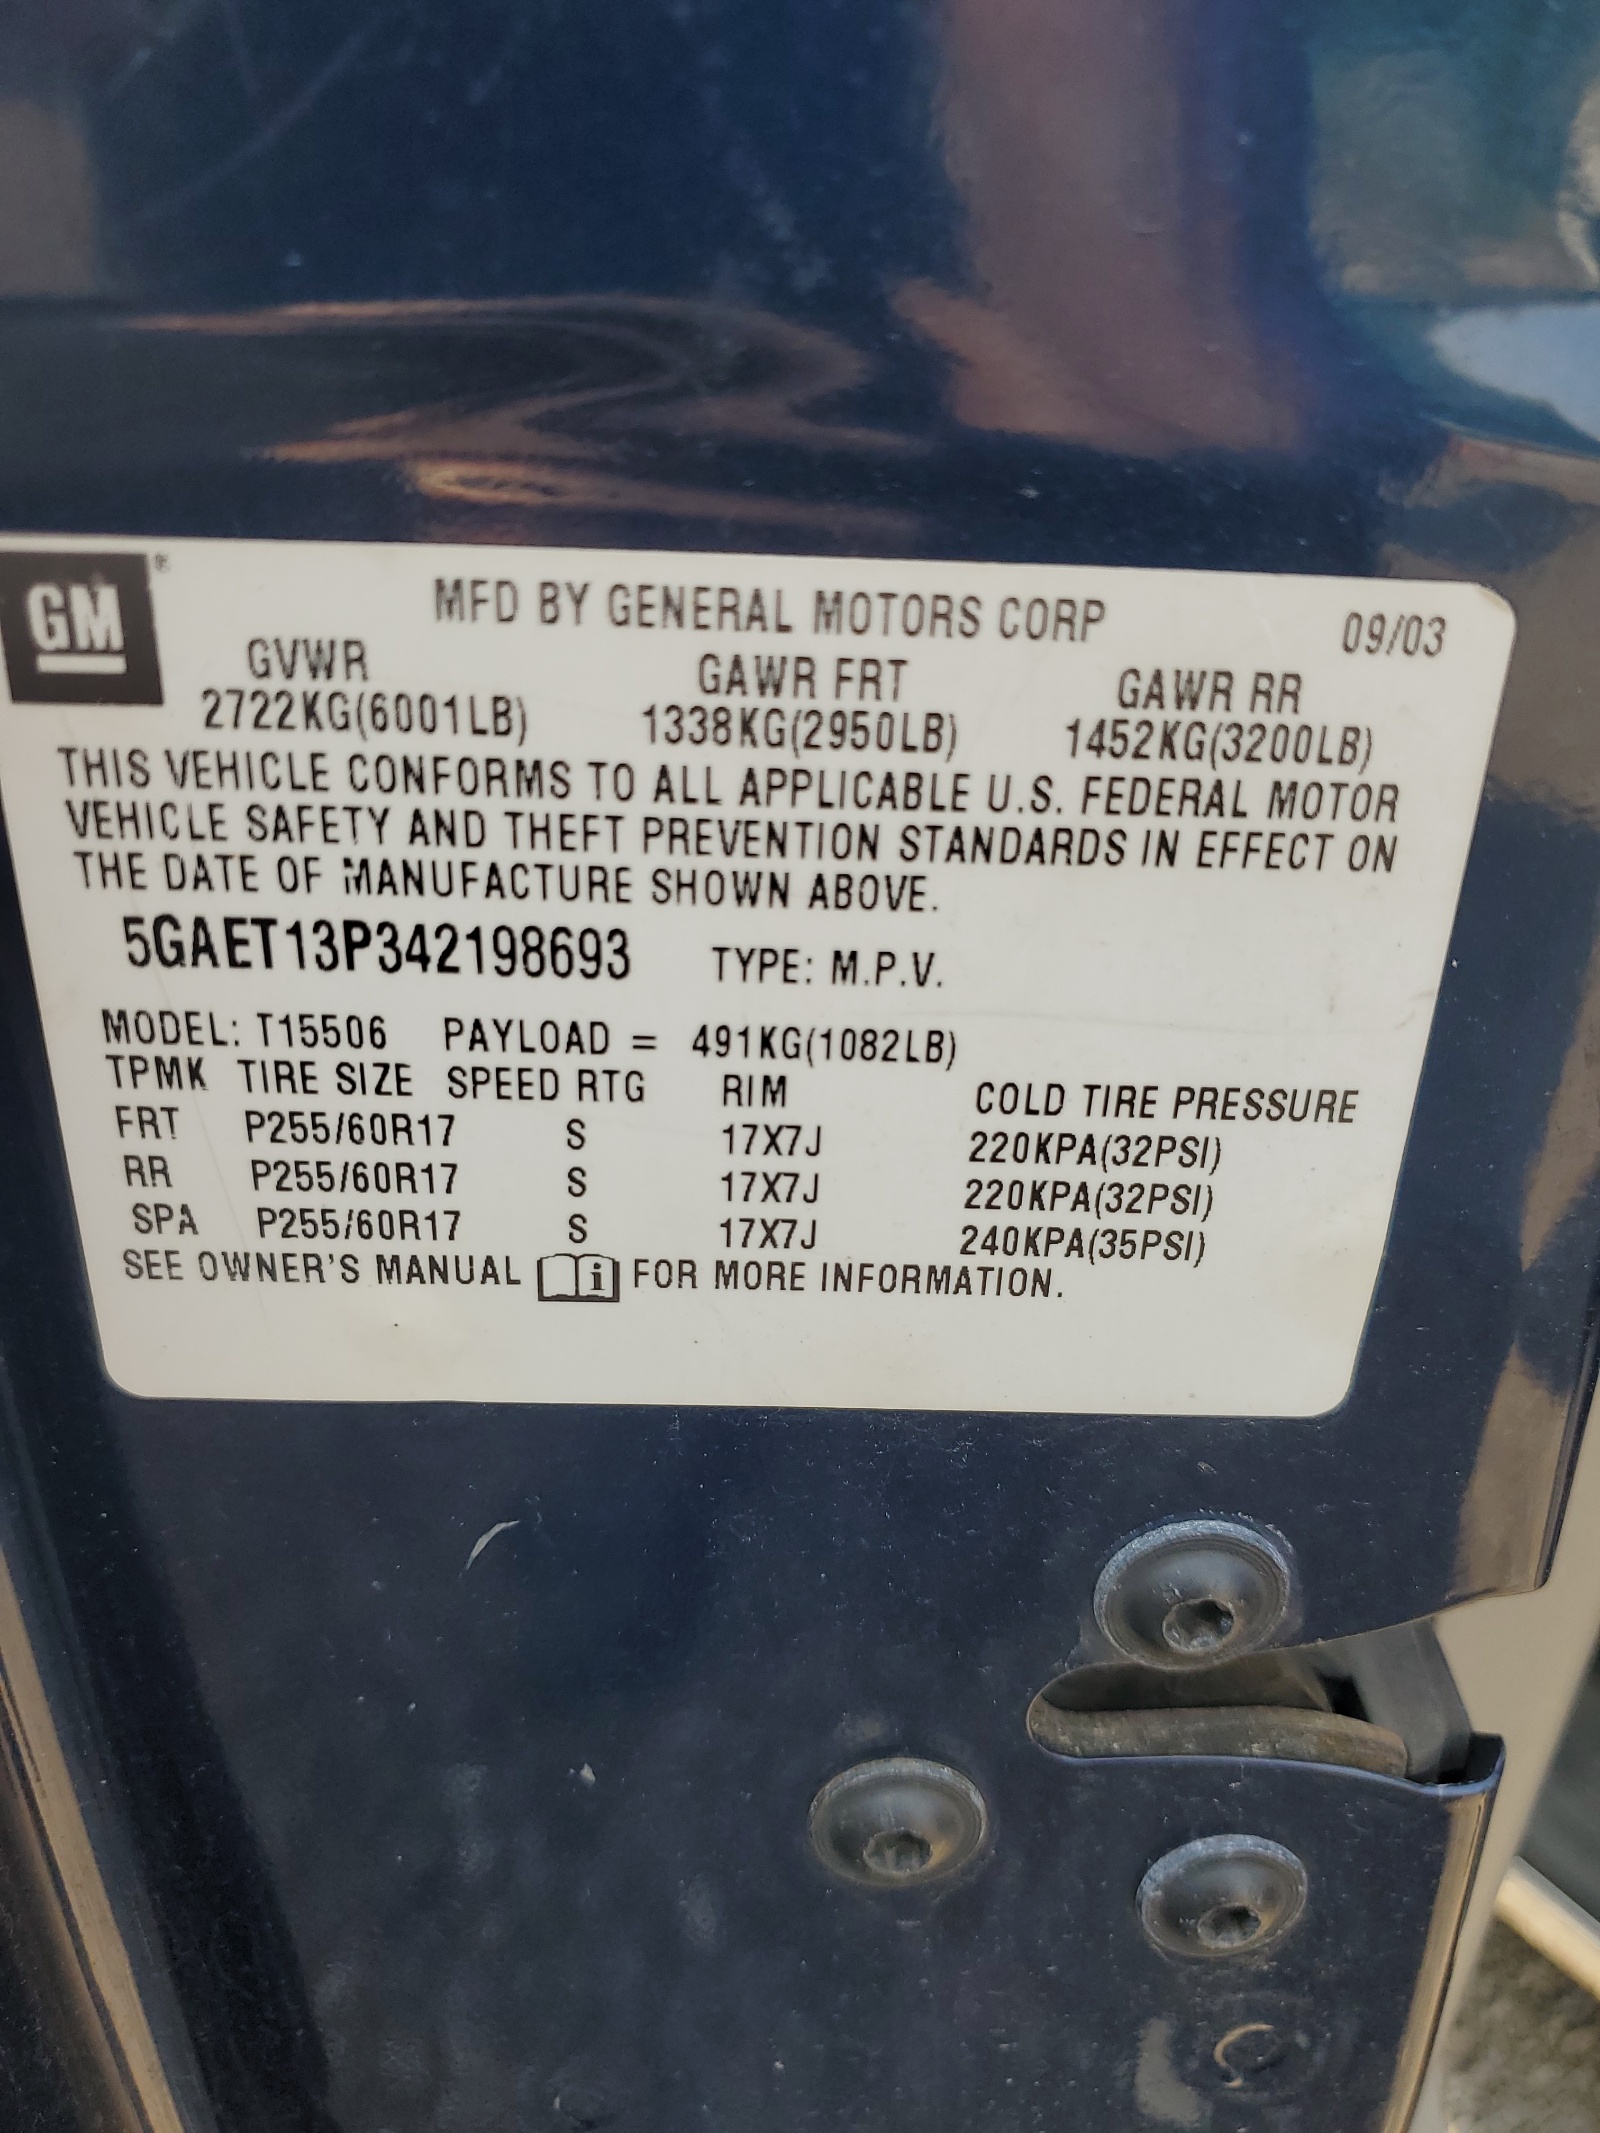 GM ®
MFD BY GENERAL MOTORS CORP 09/03
GVWR GAWR FRT GAWR RR
2722KG(6001LB) 1338KG(2950LB) 1452KG(3200LB)
THIS VEHICLE CONFORMS TO ALL APPLICABLE U.S. FEDERAL MOTOR
VEHICLE SAFETY AND THEFT PREVENTION STANDARDS IN EFFECT ON
THE DATE OF MANUFACTURE SHOWN ABOVE.
5GAET13P342198693 TYPE: M.P.V.
MODEL: T15506 PAYLOAD = 491KG(1082LB)
TPMK TIRE SIZE SPEED RTG RIM COLD TIRE PRESSURE
FRT P255/60R17 S 17X7J 220KPA(32PSI)
RR P255/60R17 S 17X7J 220KPA(32PSI)
SPA P255/60R17 S 17X7J 240KPA(35PSI)
SEE OWNER'S MANUAL i FOR MORE INFORMATION.